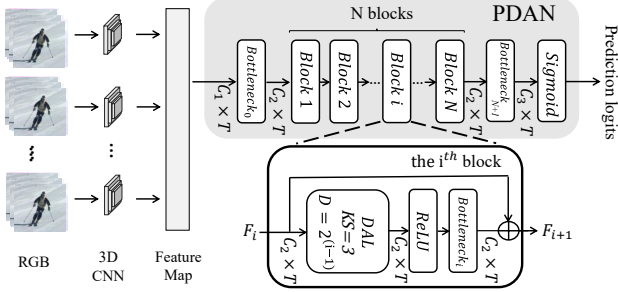 N blocks
PDAN
Bottleneck₀
Block 1
Block 2
...
Block i
...
Block N
Bottleneck
N+1
Sigmoid
C₁ × T
C₂ × T
C₂ × T
C₃ × T
Prediction logits
the iᵗʰ block
Fᵢ
C₂ × T
DAL
KS=3
D = 2⁽ⁱ⁻¹⁾
C₂ × T
ReLU
Bottleneckᵢ
C₂ × T
Fᵢ₊₁
RGB
3D
CNN
Feature
Map